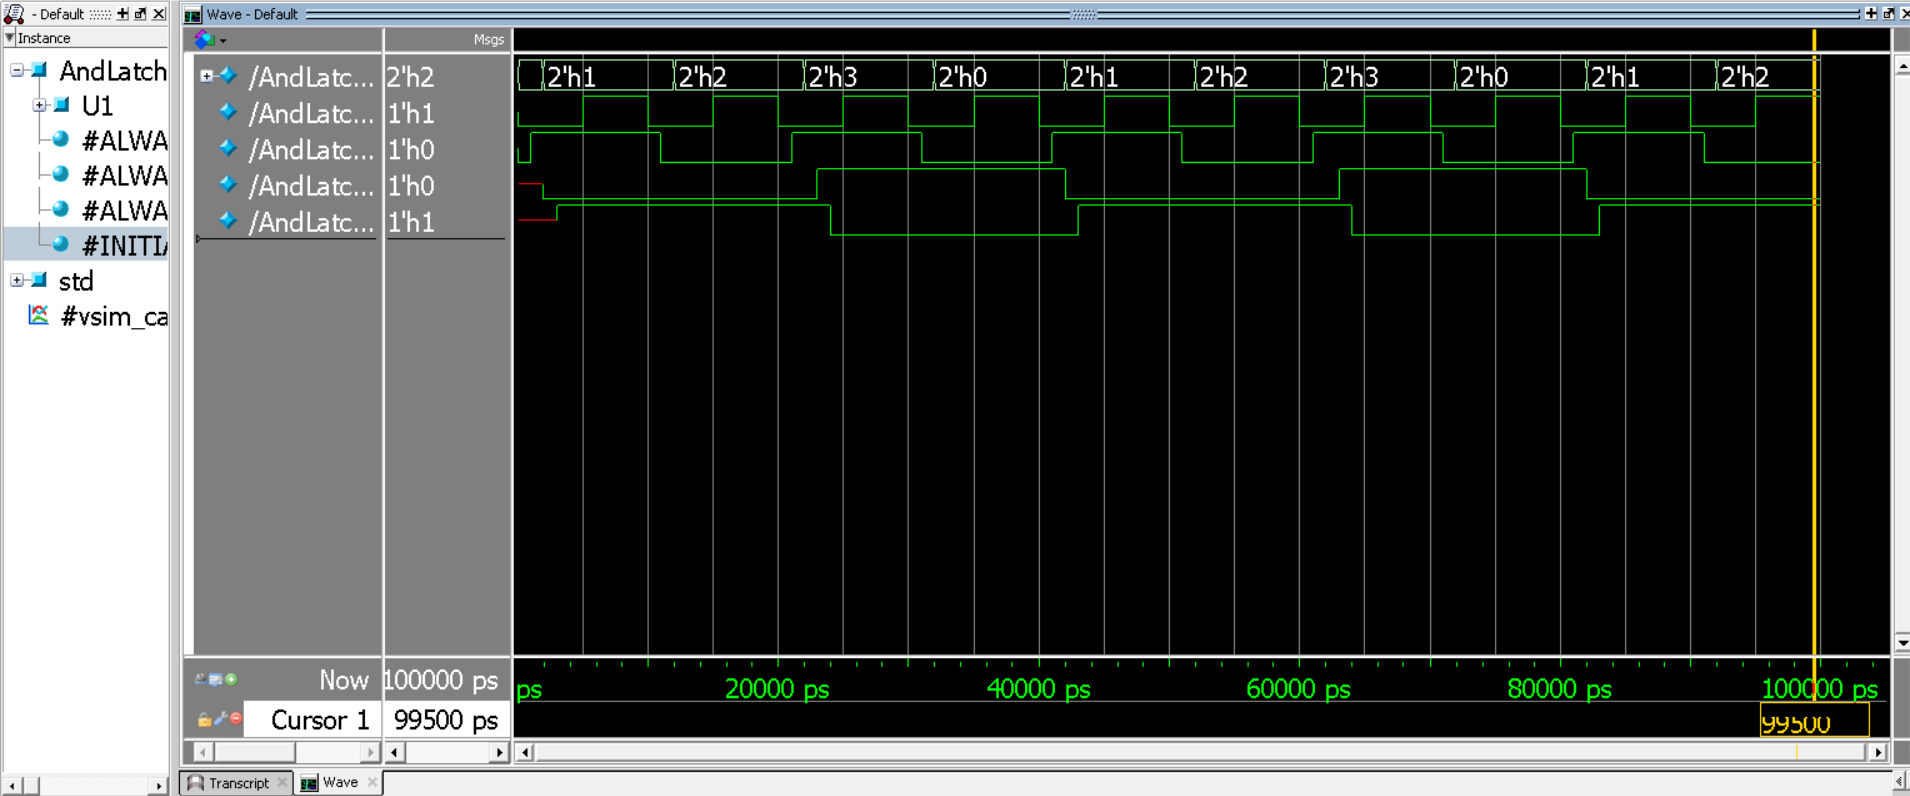 - Default
Wave - Default
Instance
Msgs
AndLatch
U1
#ALWA
#ALWA
#ALWA
#INITIA
std
#vsim_ca
/AndLatc... 2'h2
/AndLatc... 1'h1
/AndLatc... 1'h0
/AndLatc... 1'h0
/AndLatc... 1'h1
2'h1 2'h2 2'h3 2'h0 2'h1 2'h2 2'h3 2'h0 2'h1 2'h2
Now 100000 ps
ps 20000 ps 40000 ps 60000 ps 80000 ps 100000 ps
Cursor 1 99500 ps
99500
Transcript Wave